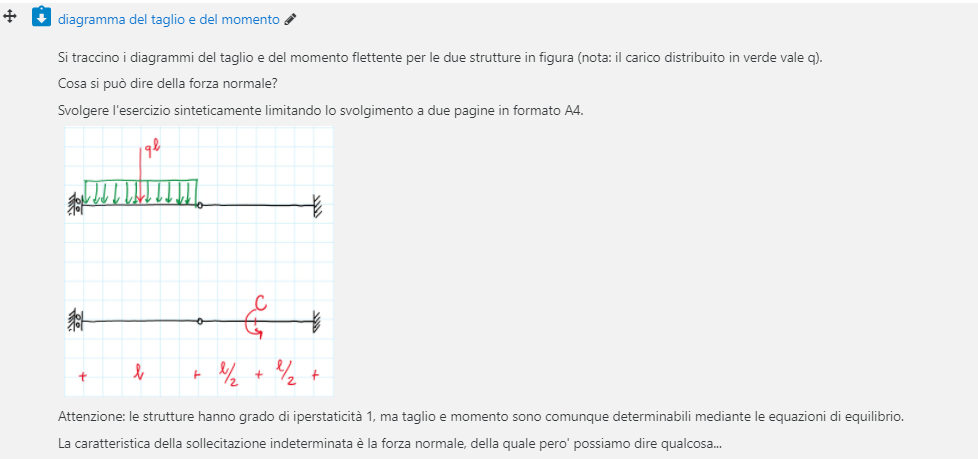 diagramma del taglio e del momento
Si traccino i diagrammi del taglio e del momento flettente per le due strutture in figura (nota: il carico distribuito in verde vale q).
Cosa si può dire della forza normale?
Svolgere l'esercizio sinteticamente limitando lo svolgimento a due pagine in formato A4.
ql
C
+ l + l/2 + l/2 +
Attenzione: le strutture hanno grado di iperstaticità 1, ma taglio e momento sono comunque determinabili mediante le equazioni di equilibrio.
La caratteristica della sollecitazione indeterminata è la forza normale, della quale pero' possiamo dire qualcosa...